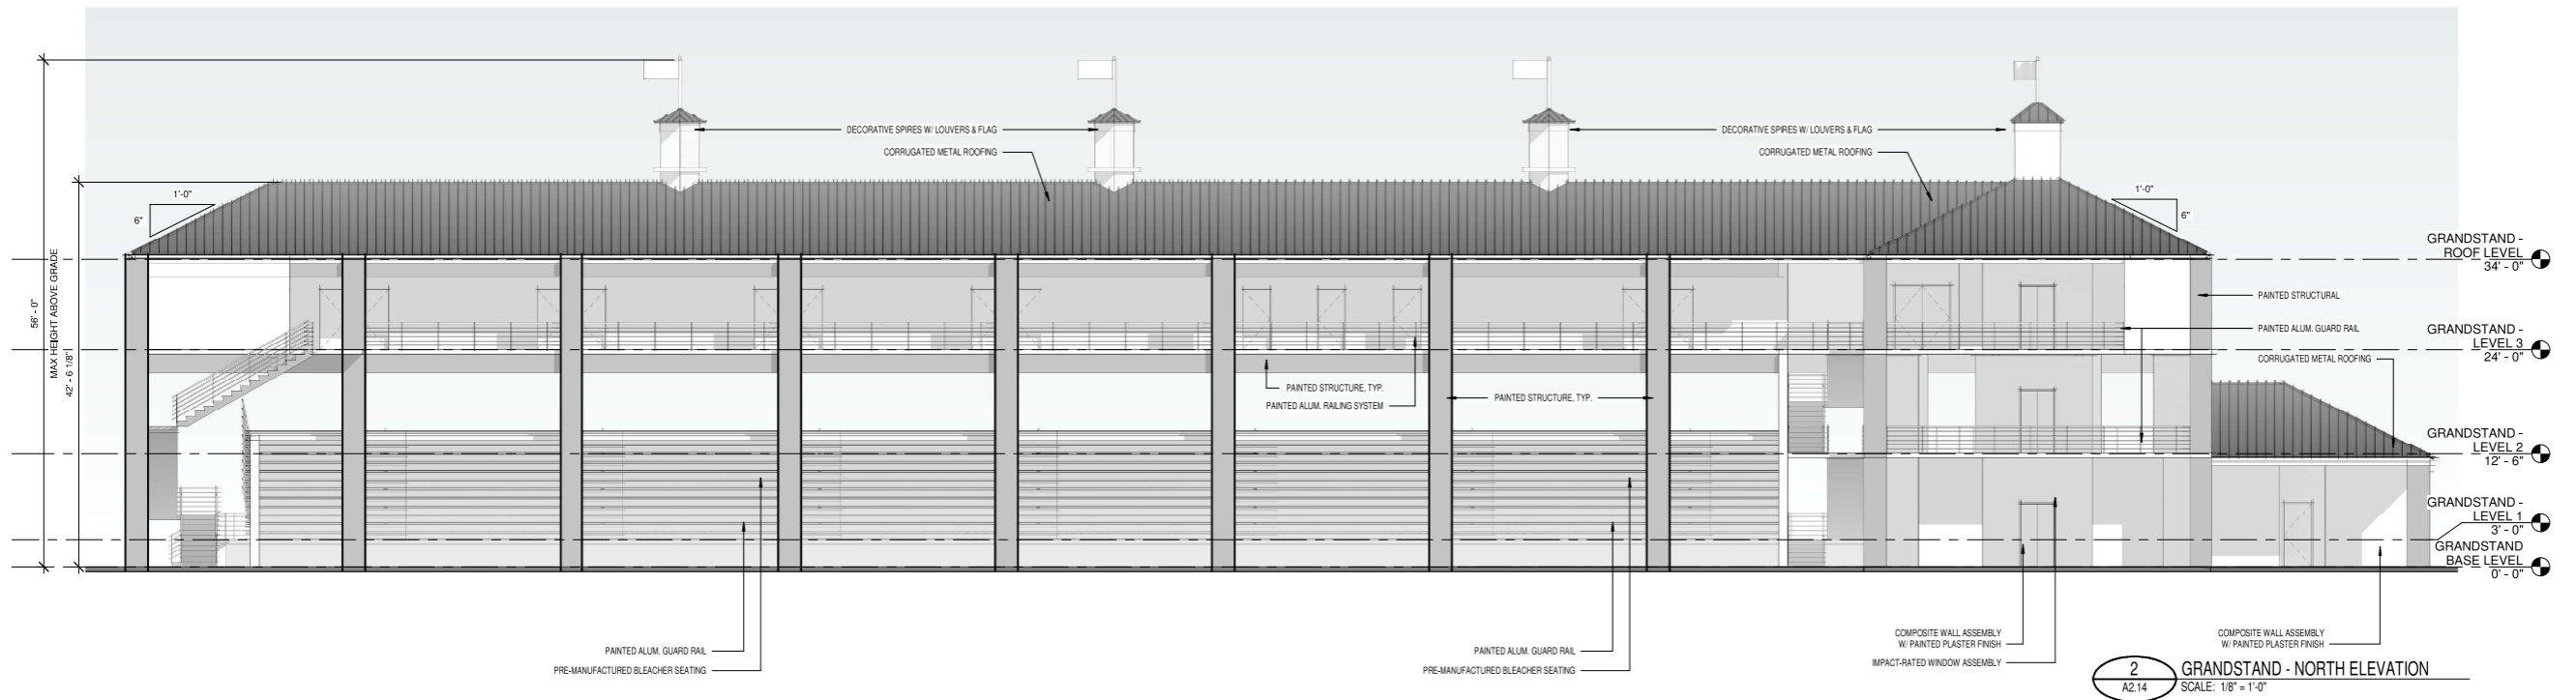 DECORATIVE SPIRES W/ LOUVERS & FLAG
CORRUGATED METAL ROOFING
DECORATIVE SPIRES W/ LOUVERS & FLAG
CORRUGATED METAL ROOFING
1'-0"
6"
1'-0"
6"
56' - 0"
MAX HEIGHT ABOVE GRADE
42' - 6 1/8"
GRANDSTAND -
ROOF LEVEL
34' - 0"
PAINTED STRUCTURAL
PAINTED ALUM. GUARD RAIL
GRANDSTAND -
LEVEL 3
24' - 0"
CORRUGATED METAL ROOFING
PAINTED STRUCTURE, TYP.
PAINTED ALUM. RAILING SYSTEM
PAINTED STRUCTURE, TYP.
GRANDSTAND -
LEVEL 2
12' - 6"
GRANDSTAND -
LEVEL 1
3' - 0"
GRANDSTAND
BASE LEVEL
0' - 0"
PAINTED ALUM. GUARD RAIL
PRE-MANUFACTURED BLEACHER SEATING
PAINTED ALUM. GUARD RAIL
PRE-MANUFACTURED BLEACHER SEATING
COMPOSITE WALL ASSEMBLY
W/ PAINTED PLASTER FINISH
IMPACT-RATED WINDOW ASSEMBLY
COMPOSITE WALL ASSEMBLY
W/ PAINTED PLASTER FINISH
2
A2.14
GRANDSTAND - NORTH ELEVATION
SCALE: 1/8" = 1'-0"